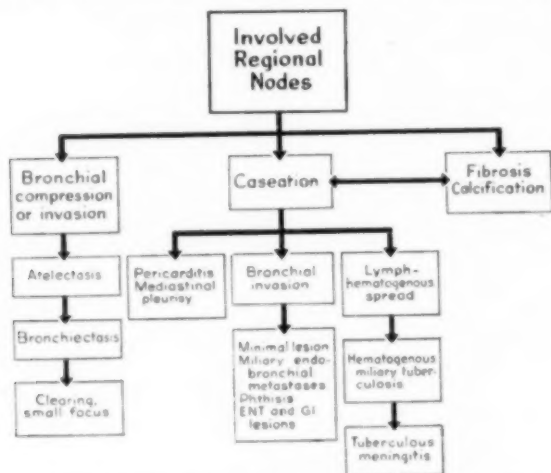 Involved
Regional
Nodes
Bronchial
compression
or invasion
Caseation
Fibrosis
Calcification
Atelectasis
Pericarditis
Mediastinal
pleurisy
Bronchial
invasion
Lymph-
hematogenous
spread
Bronchiectasis
Minimal lesion
Miliary endo-
bronchial
metastases
Phthisis
ENT and GI
lesions
Hematogenous
miliary tuber-
culosis
Clearing,
small focus
Tuberculous
meningitis